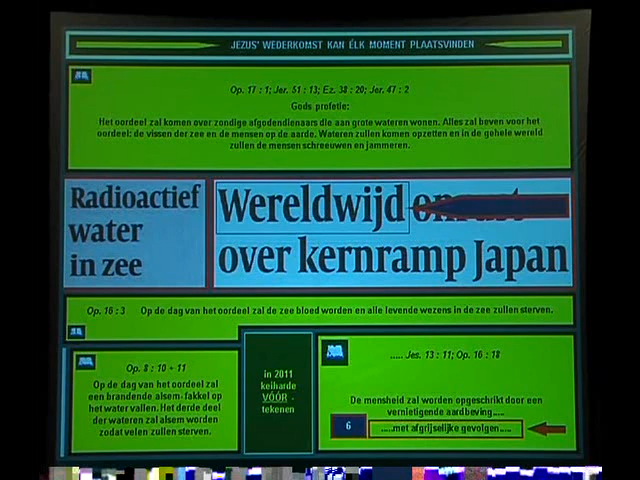 JEZUS' WEDERKOMST KAN ÉLK MOMENT PLAATSVINDEN
Op. 17 : 1; Jer. 51 : 13; Ez. 38 : 20; Jer. 47 : 2
Gods profetie:
Het oordeel zal komen over zondige afgodendienaars die aan grote wateren wonen. Alles zal beven voor het
oordeel: de vissen der zee en de mensen op de aarde. Wateren zullen komen opzetten en in de gehele wereld
zullen de mensen schreeuwen en jammeren.
Radioactief
water
in zee
Wereldwijd
over kernramp Japan
Op. 16 : 3 Op de dag van het oordeel zal de zee bloed worden en alle levende wezens in de zee zullen sterven.
Op. 8 : 10 + 11
Op de dag van het oordeel zal
een brandende alsem-fakkel op
het water vallen. Het derde deel
der wateren zal alsem worden
zodat velen zullen sterven.
in 2011
keiharde
VÓÓR -
tekenen
..... Jes. 13 : 11; Op. 16 : 18
De mensheid zal worden opgeschrikt door een
vernietigende aardbeving.....
6 .....met afgrijselijke gevolgen.....